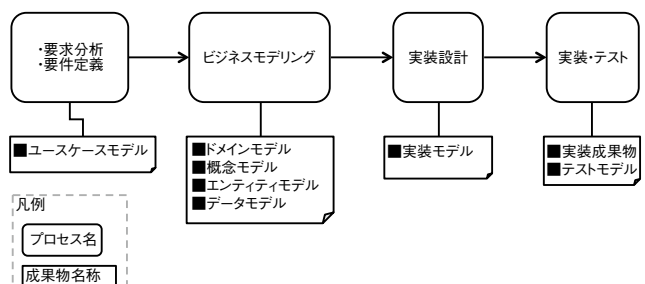 ・要求分析
・要件定義
ビジネスモデリング
実装設計
実装・テスト
■ユースケースモデル
■ドメインモデル
■概念モデル
■エンティティモデル
■データモデル
■実装モデル
■実装成果物
■テストモデル
凡例
プロセス名
成果物名称